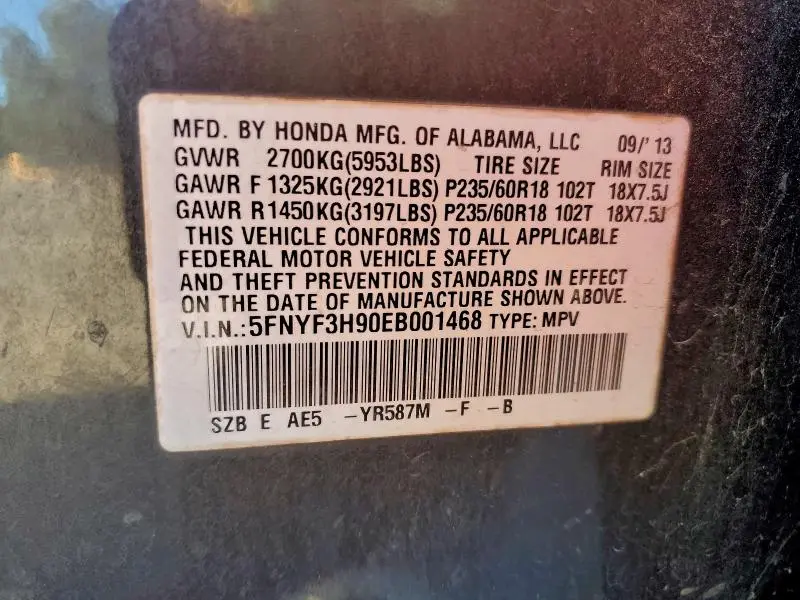 MFD. BY HONDA MFG. OF ALABAMA, LLC 09/'13
GVWR 2700KG(5953LBS) TIRE SIZE RIM SIZE
GAWR F 1325KG(2921LBS) P235/60R18 102T 18X7.5J
GAWR R 1450KG(3197LBS) P235/60R18 102T 18X7.5J
THIS VEHICLE CONFORMS TO ALL APPLICABLE
FEDERAL MOTOR VEHICLE SAFETY
AND THEFT PREVENTION STANDARDS IN EFFECT
ON THE DATE OF MANUFACTURE SHOWN ABOVE.
V.I.N.:5FNYF3H90EB001468 TYPE: MPV
SZB E AE5 -YR587M -F -B